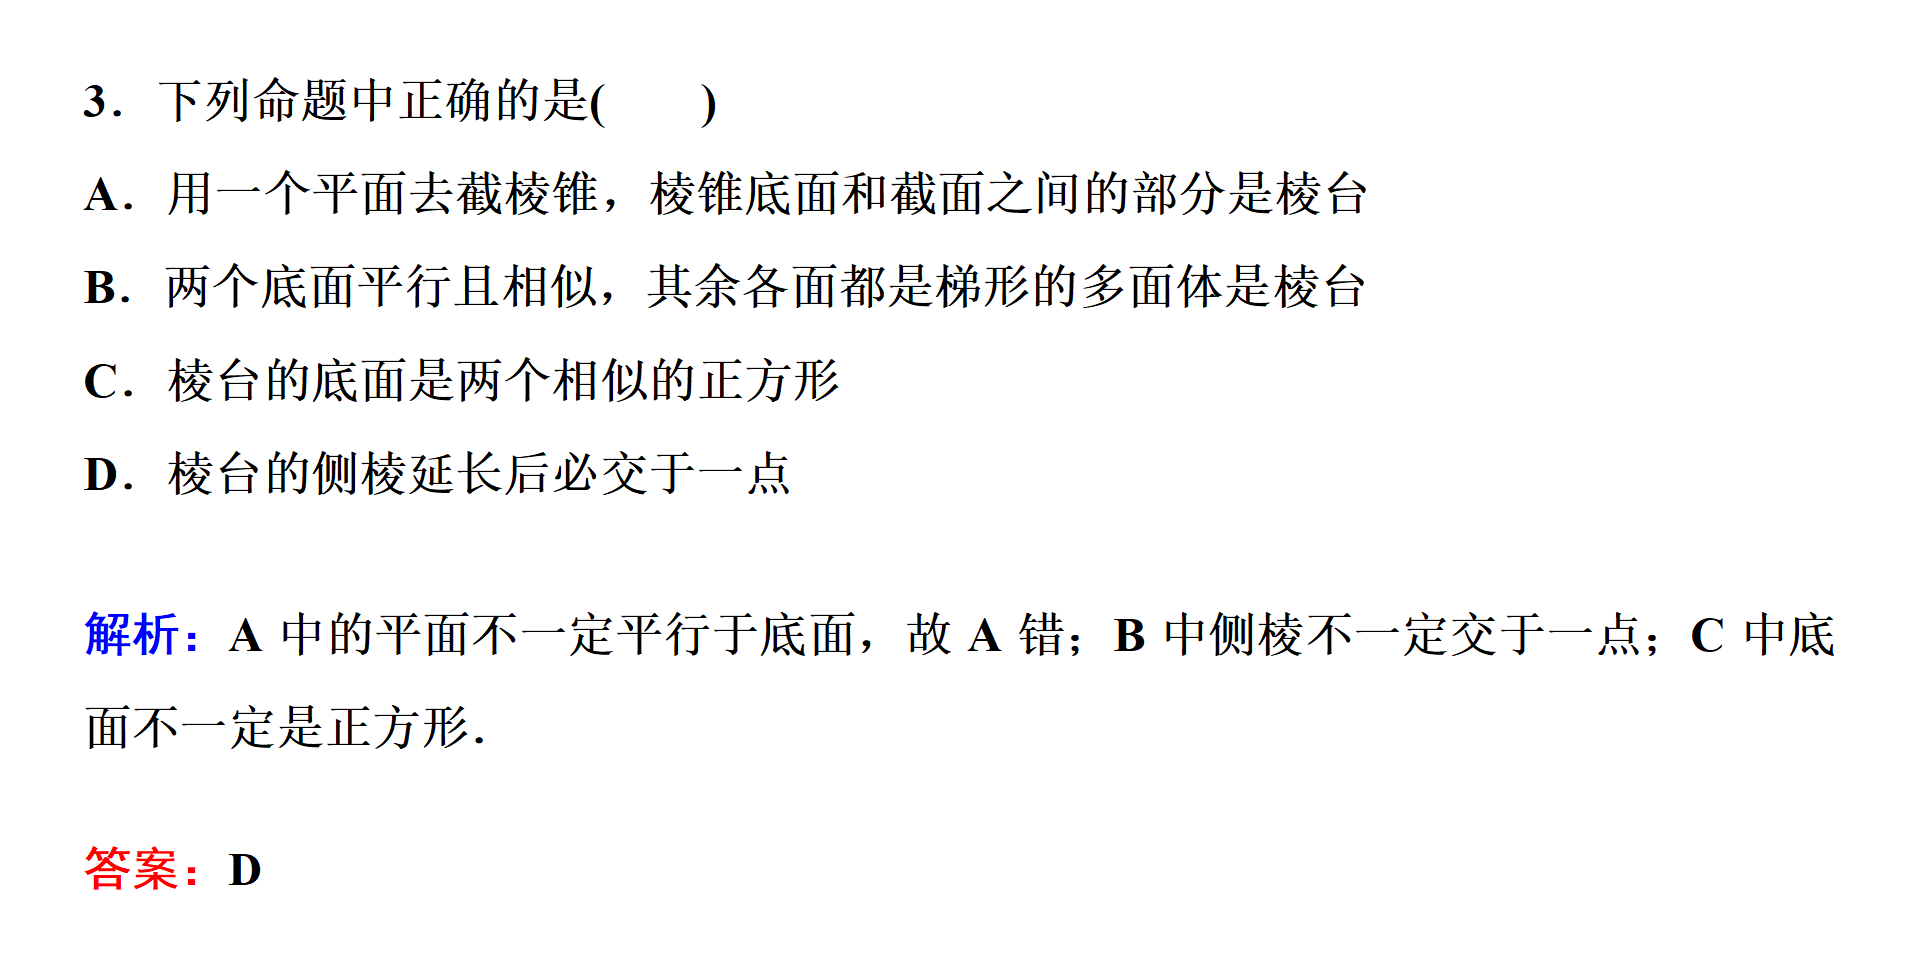 3．下列命题中正确的是(　　)
A．用一个平面去截棱锥，棱锥底面和截面之间的部分是棱台
B．两个底面平行且相似，其余各面都是梯形的多面体是棱台
C．棱台的底面是两个相似的正方形
D．棱台的侧棱延长后必交于一点
解析：A 中的平面不一定平行于底面，故 A 错；B 中侧棱不一定交于一点；C 中底
面不一定是正方形．
答案：D